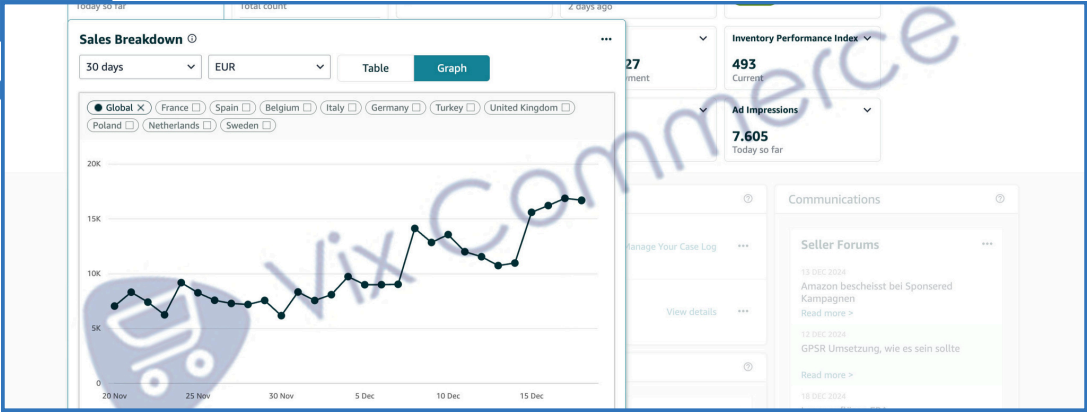 Today so far
Total count
2 days ago
Sales Breakdown
30 days
EUR
Table
Graph
Global
France
Spain
Belgium
Italy
Germany
Turkey
United Kingdom
Poland
Netherlands
Sweden
20K
15K
10K
5K
0
20 Nov
25 Nov
30 Nov
5 Dec
10 Dec
15 Dec
27
Inventory Performance Index
493
Current
Ad Impressions
7.605
Today so far
Manage Your Case Log
View details
Communications
Seller Forums
13 DEC 2024
Amazon bescheisst bei Sponsered
Kampagnen
Read more >
12 DEC 2024
GPSR Umsetzung, wie es sein sollte
Read more >
18 DEC 2024
Vix Commerce